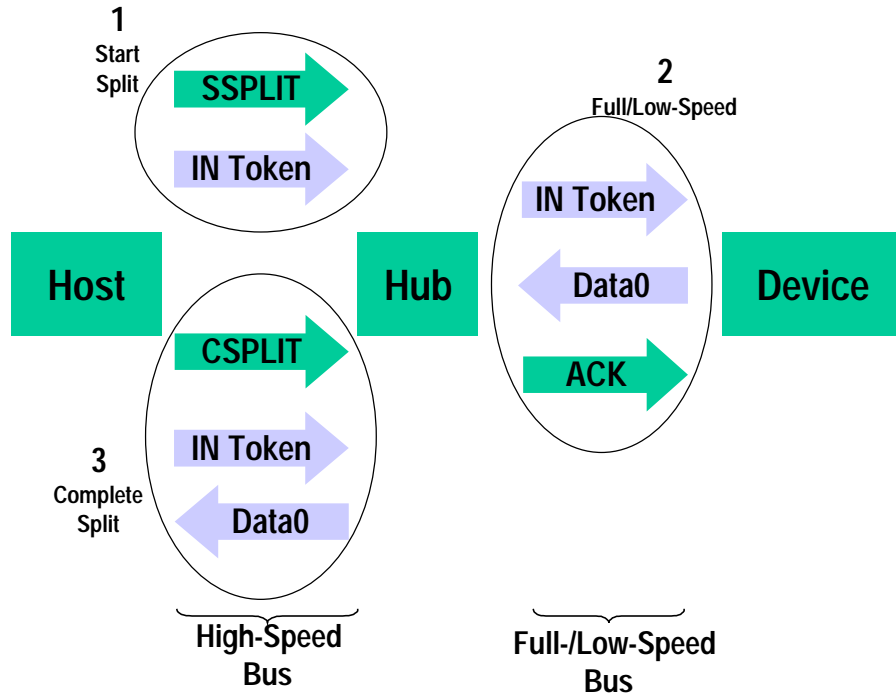 1
Start
Split
SSPLIT
IN Token
2
Full/Low-Speed
IN Token
Data0
ACK
Host
Hub
Device
CSPLIT
IN Token
Data0
3
Complete
Split
High-Speed
Bus
Full-/Low-Speed
Bus